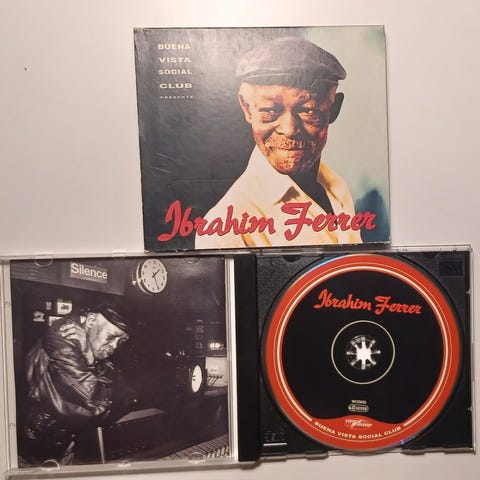 BUENA
VISTA
SOCIAL
CLUB
PRESENTS
Ibrahim Ferrer
Silence
Ibrahim Ferrer
BUENA VISTA SOCIAL CLUB